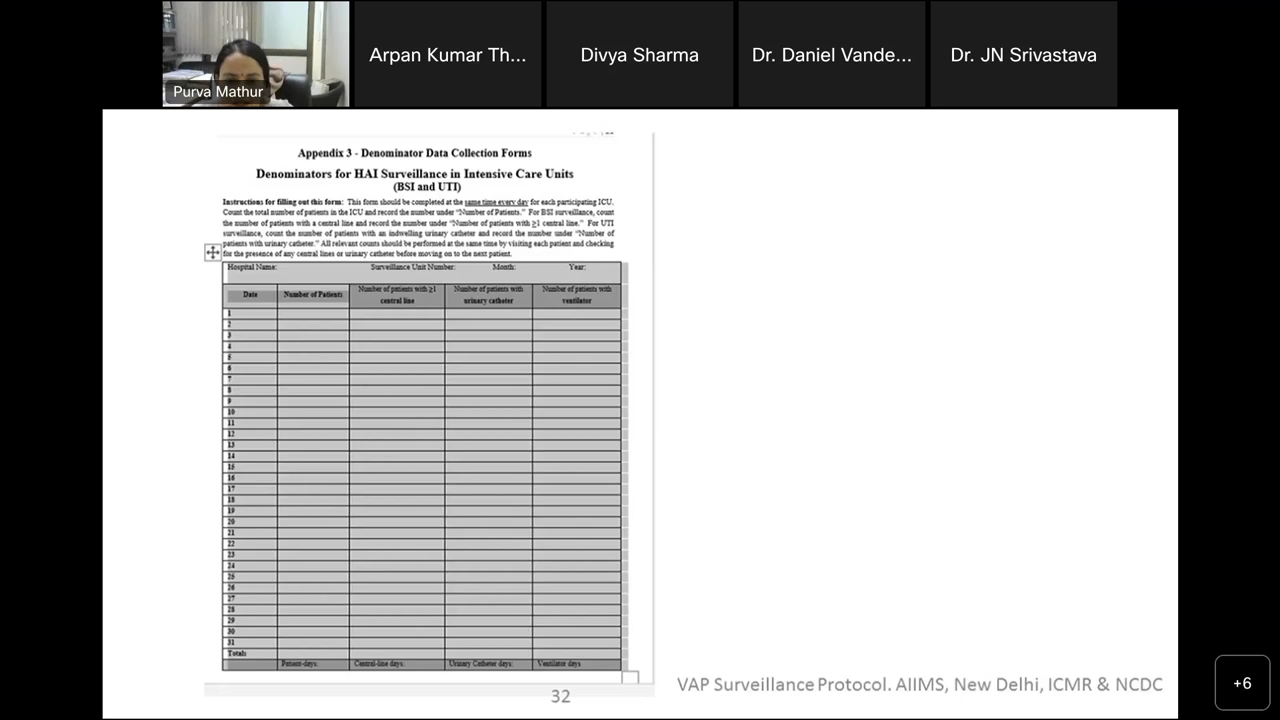 Arpan Kumar Th...
Divya Sharma
Dr. Daniel Vande...
Dr. JN Srivastava
Purva Mathur
Appendix 3 - Denominator Data Collection Forms
Denominators for HAI Surveillance in Intensive Care Units
(BSI and UTI)
Instructions for filling out this form: This form should be completed at the same time every day for each participating ICU.
Count the total number of patients in the ICU and record the number under "Number of Patients." For BSI surveillance, count
the number of patients with a central line and record the number under "Number of patients with ≥1 central line." For UTI
surveillance, count the number of patients with an indwelling urinary catheter and record the number under "Number of
patients with urinary catheter." All relevant counts should be performed at the same time by visiting each patient and checking
for the presence of any central lines or urinary catheter before moving on to the next patient.
Hospital Name: Surveillance Unit Number: Month: Year:
Date Number of Patients Number of patients with ≥1 central line Number of patients with urinary catheter Number of patients with ventilator
1
2
3
4
5
6
7
8
9
10
11
12
13
14
15
16
17
18
19
20
21
22
23
24
25
26
27
28
29
30
31
Totals
Patient-days: Central-line days: Urinary Catheter days: Ventilator days
32
VAP Surveillance Protocol. AIIMS, New Delhi, ICMR & NCDC
+6